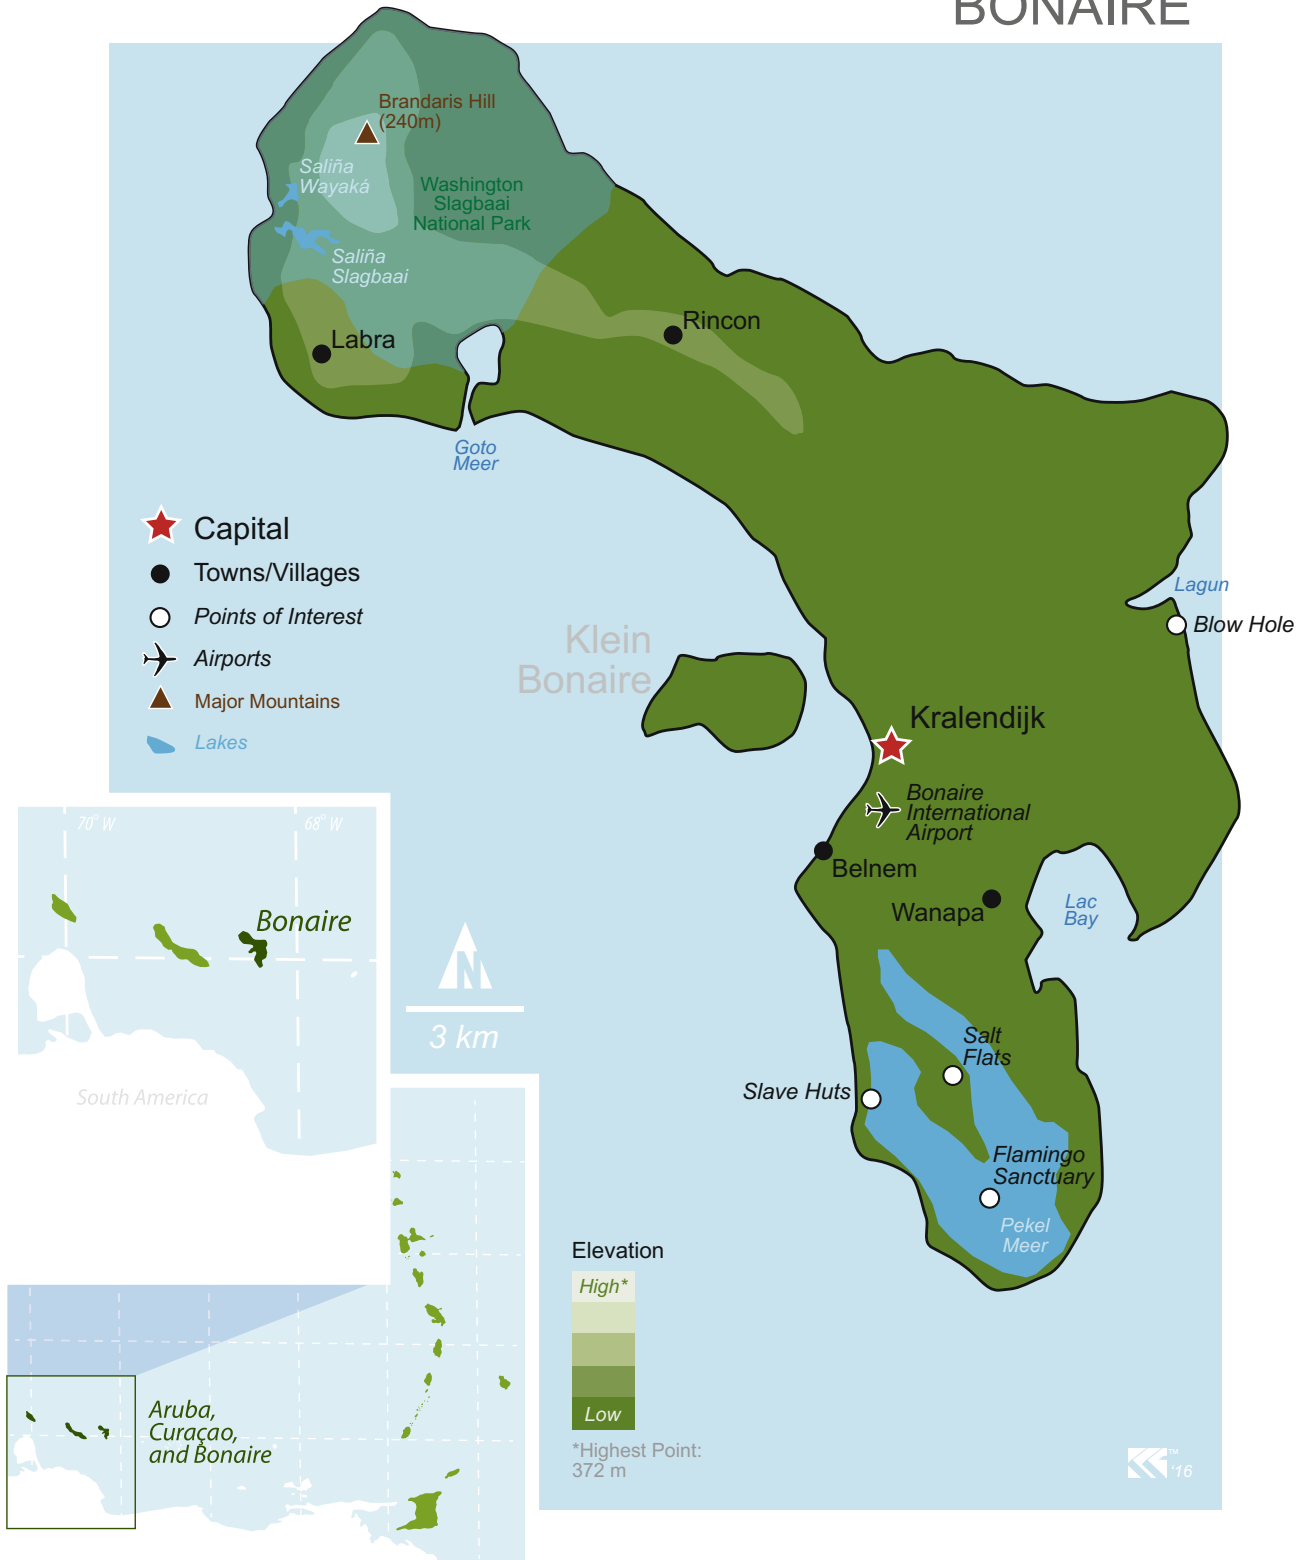 BONAIRE
Brandaris Hill
(240m)
Saliña
Wayaká
Washington
Slagbaai
National Park
Saliña
Slagbaai
Labra
Rincon
Goto
Meer
Capital
Towns/Villages
Points of Interest
Airports
Major Mountains
Lakes
Klein
Bonaire
Lagun
Blow Hole
Kralendijk
Bonaire
International
Airport
Belnem
Wanapa
Lac
Bay
Salt
Flats
Slave Huts
Flamingo
Sanctuary
Pekel
Meer
70° W
68° W
Bonaire
South America
N
3 km
Aruba,
Curaçao,
and Bonaire
Elevation
High*
Low
*Highest Point:
372 m
TM
'16